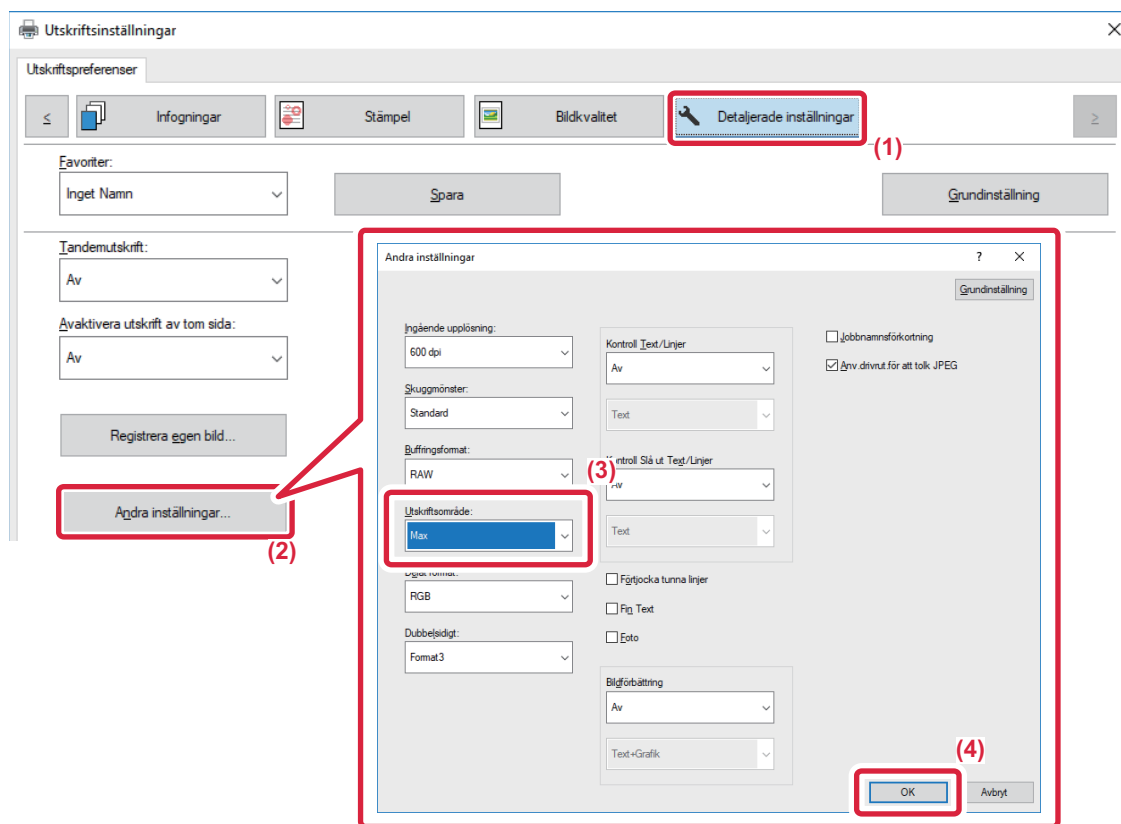 Utskriftsinställningar
Utskriftspreferenser
<
Infogningar
Stämpel
Bildkvalitet
Detaljerade inställningar
>
(1)
Favoriter:
Inget Namn
Spara
Grundinställning
Tandemutskrift:
Av
Avaktivera utskrift av tom sida:
Av
Registrera egen bild...
Andra inställningar...
(2)
Andra inställningar
?
Grundinställning
Ingående upplösning:
600 dpi
Skuggmönster:
Standard
Buffringsformat:
RAW
(3)
Utskriftsområde:
Max
format:
RGB
Dubbelsidigt:
Format3
Kontroll Text/Linjer
Av
Text
Kontroll Slå ut Text/Linjer
Av
Text
Förtjocka tunna linjer
Fin Text
Foto
Bildförbättring
Av
Text+Grafik
Jobbnamnsförkortning
Anv.drivrut.för att tolk JPEG
(4)
OK
Avbryt